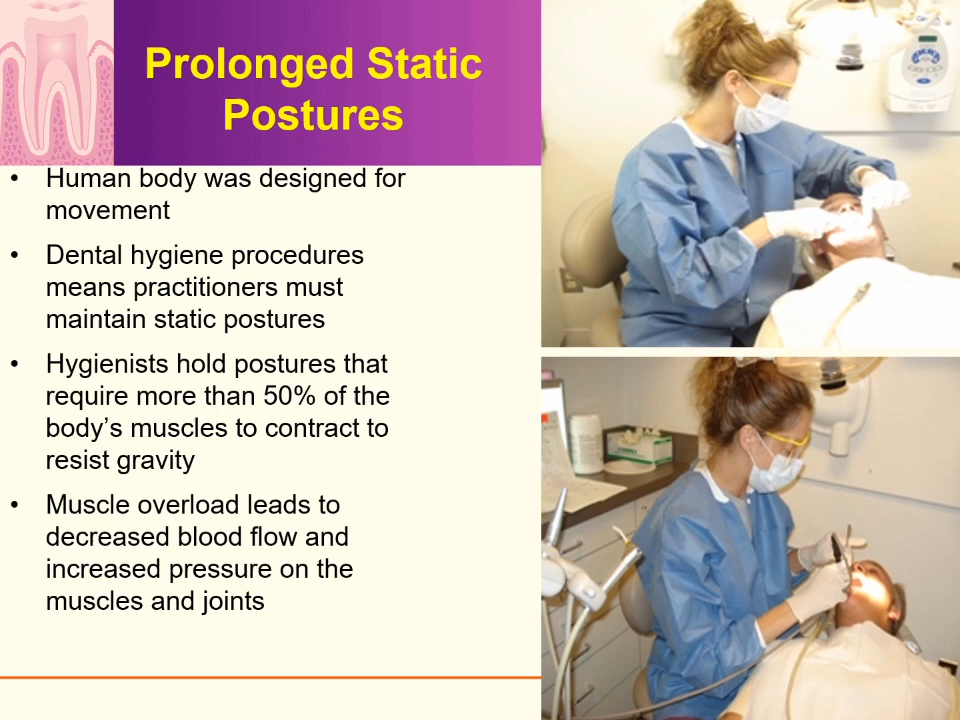 Prolonged Static
Postures
• Human body was designed for
movement
• Dental hygiene procedures
means practitioners must
maintain static postures
• Hygienists hold postures that
require more than 50% of the
body’s muscles to contract to
resist gravity
• Muscle overload leads to
decreased blood flow and
increased pressure on the
muscles and joints